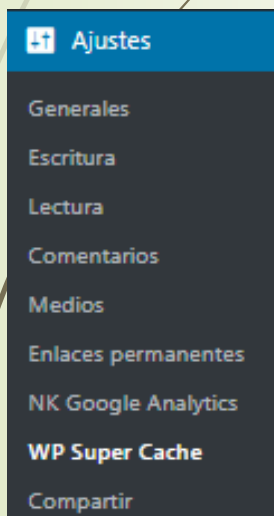 Ajustes
Generales
Escritura
Lectura
Comentarios
Medios
Enlaces permanentes
NK Google Analytics
WP Super Cache
Compartir